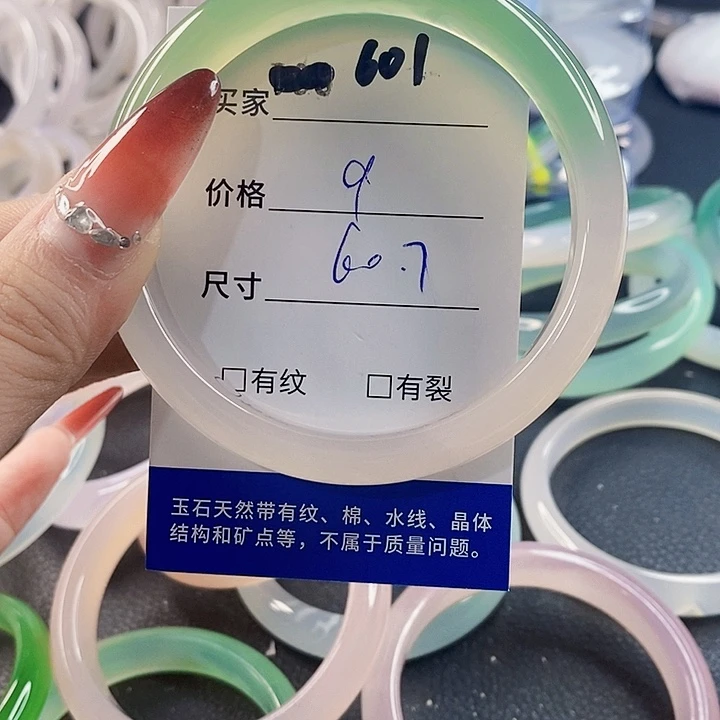 买家 601
价格 9
尺寸 60.7
□有纹 □有裂
玉石天然带有纹、棉、水线、晶体
结构和矿点等，不属于质量问题。